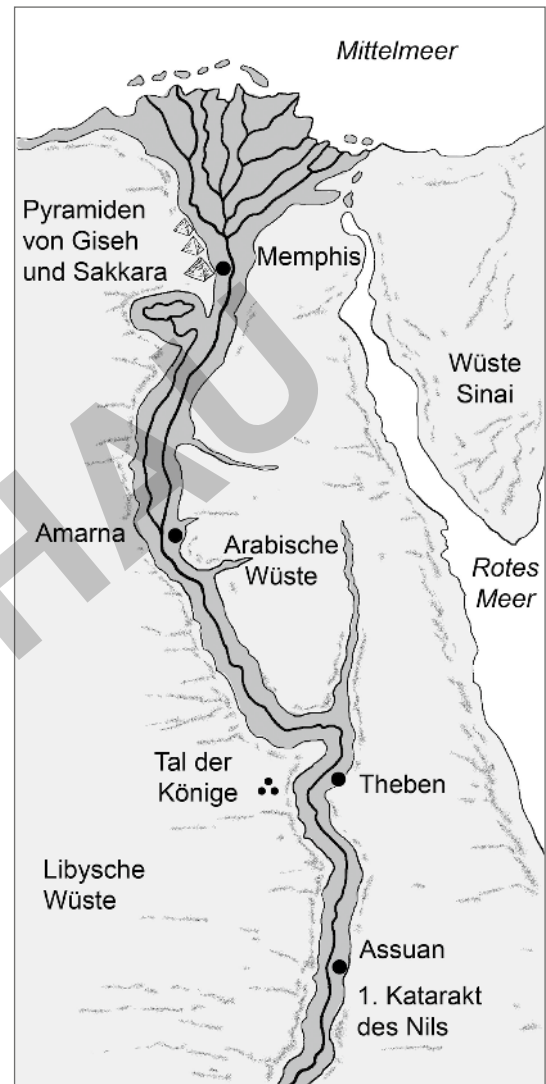 Mittelmeer
Pyramiden
von Giseh
und Sakkara
Memphis
Wüste
Sinai
HAU
Amarna
Arabische
Wüste
Rotes
Meer
Tal der
Könige
Theben
Libysche
Wüste
Assuan
1. Katarakt
des Nils